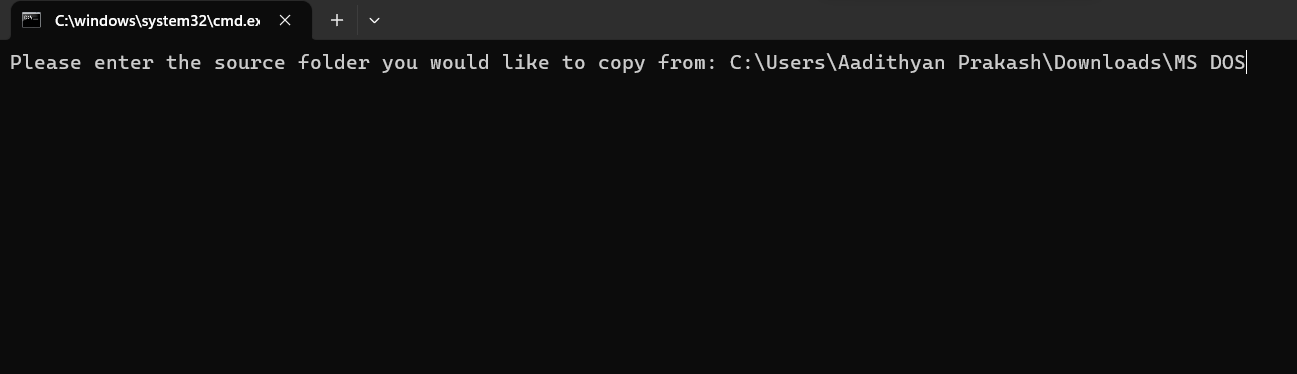 C:\windows\system32\cmd.ex
Please enter the source folder you would like to copy from: C:\Users\Aadithyan Prakash\Downloads\MS DOS